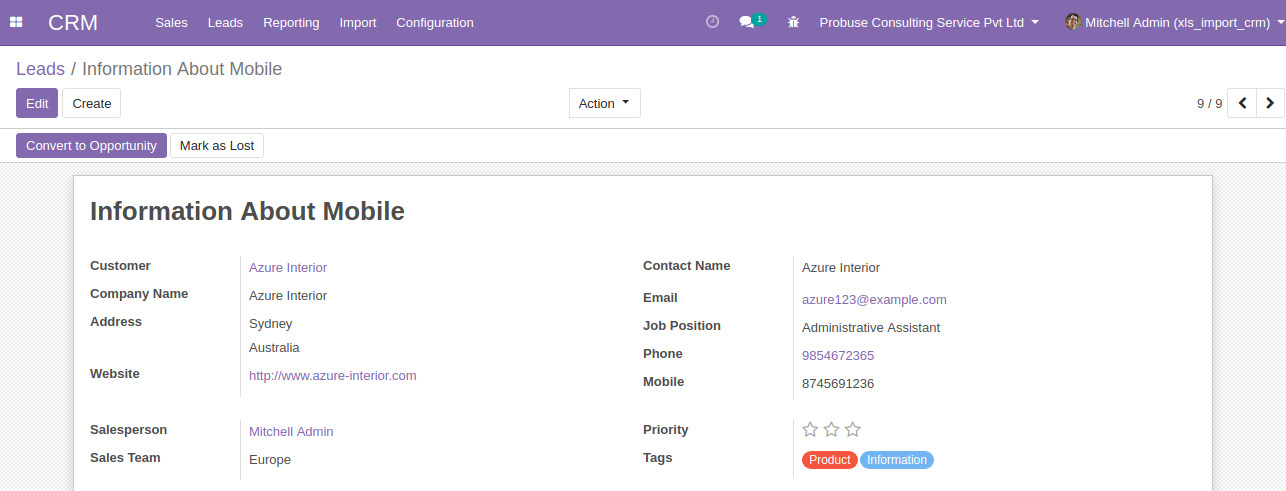 CRM Sales Leads Reporting Import Configuration 1 Probuse Consulting Service Pvt Ltd Mitchell Admin (xls_import_crm)
Leads / Information About Mobile
Edit Create Action 9 / 9
Convert to Opportunity Mark as Lost
Information About Mobile
Customer Azure Interior Contact Name Azure Interior
Company Name Azure Interior Email azure123@example.com
Address Sydney Job Position Administrative Assistant
Australia Phone 9854672365
Website http://www.azure-interior.com Mobile 8745691236
Salesperson Mitchell Admin Priority
Sales Team Europe Tags Product Information